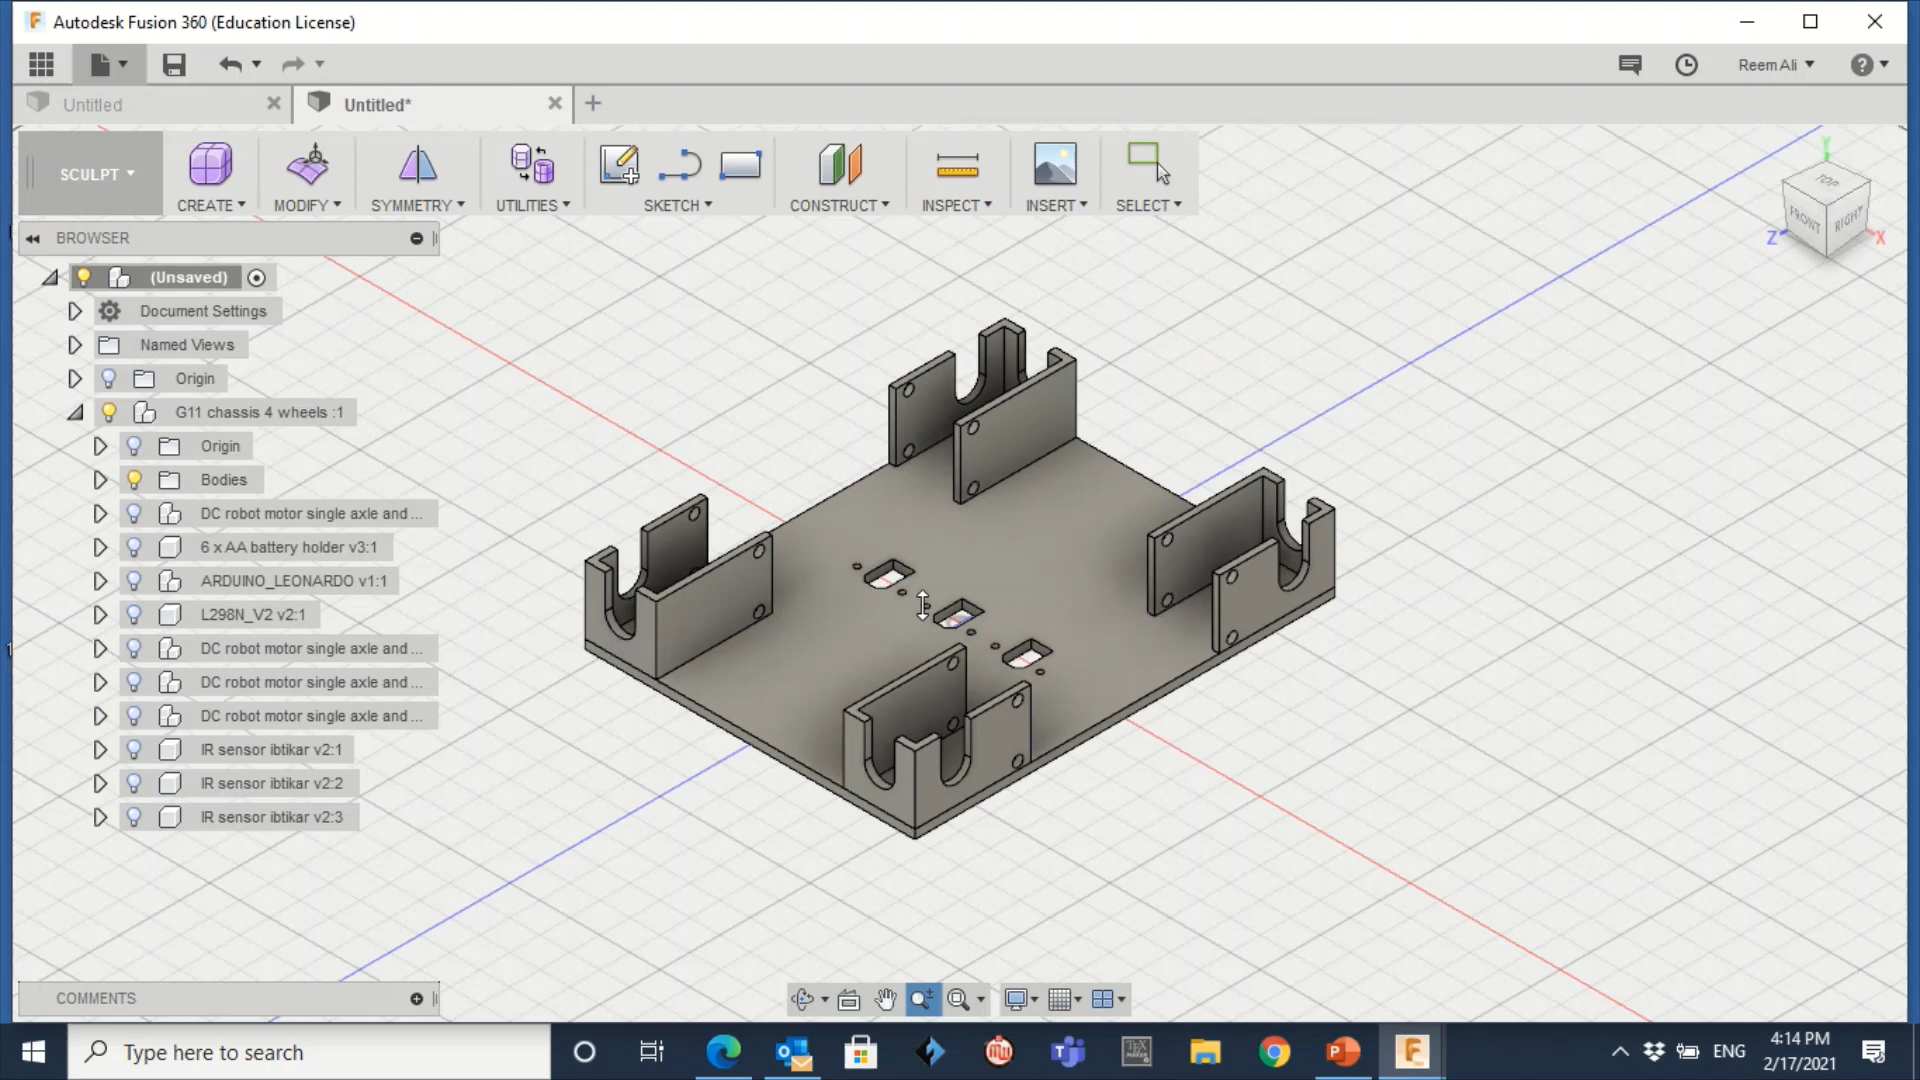 Autodesk Fusion 360 (Education License)
Reem Ali
Untitled
Untitled*
SCULPT
CREATE
MODIFY
SYMMETRY
UTILITIES
SKETCH
CONSTRUCT
INSPECT
INSERT
SELECT
Y
TOP
FRONT
RIGHT
Z
X
BROWSER
(Unsaved)
Document Settings
Named Views
Origin
G11 chassis 4 wheels :1
Origin
Bodies
DC robot motor single axle and ...
6 x AA battery holder v3:1
ARDUINO_LEONARDO v1:1
L298N_V2 v2:1
DC robot motor single axle and ...
DC robot motor single axle and ...
DC robot motor single axle and ...
IR sensor ibtikar v2:1
IR sensor ibtikar v2:2
IR sensor ibtikar v2:3
COMMENTS
Type here to search
ENG
4:14 PM
2/17/2021